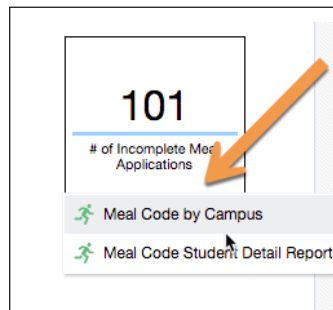 101
# of Incomplete Meal
Applications
Meal Code by Campus
Meal Code Student Detail Report